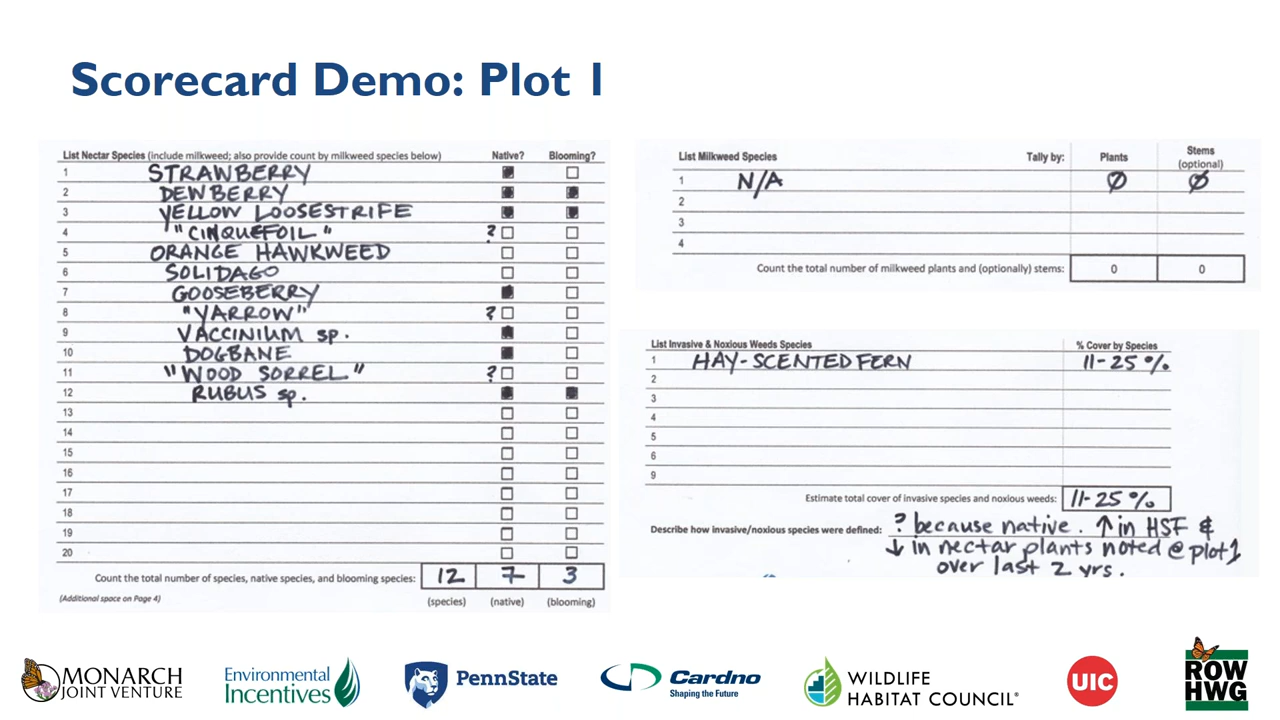 Scorecard Demo: Plot 1
List Nectar Species (include milkweed; also provide count by milkweed species below) Native? Blooming?
1 STRAWBERRY
2 DEWBERRY
3 YELLOW LOOSESTRIFE
4 "CINQUEFOIL" ?
5 ORANGE HAWKWEED
6 SOLIDAGO
7 GOOSEBERRY
8 "YARROW" ?
9 VACCINIUM sp.
10 DOGBANE
11 "WOOD SORREL" ?
12 RUBUS sp.
13
14
15
16
17
18
19
20
Count the total number of species, native species, and blooming species: 12 7 3
(Additional space on Page 4) (species) (native) (blooming)
List Milkweed Species Tally by: Plants Stems (optional)
1 N/A 0 0
2
3
4
Count the total number of milkweed plants and (optionally) stems: 0 0
List Invasive & Noxious Weeds Species % Cover by Species
1 HAY-SCENTED FERN 11-25%
2
3
4
5
6
9
Estimate total cover of invasive species and noxious weeds: 11-25%
Describe how invasive/noxious species were defined: ? because native. ↑ in HSF &
↓ in nectar plants noted @ plot 1
over last 2 yrs.
MONARCH
JOINT VENTURE
Environmental
Incentives
PennState
Cardno
Shaping the Future
WILDLIFE
HABITAT COUNCIL®
UIC
ROW
HWG